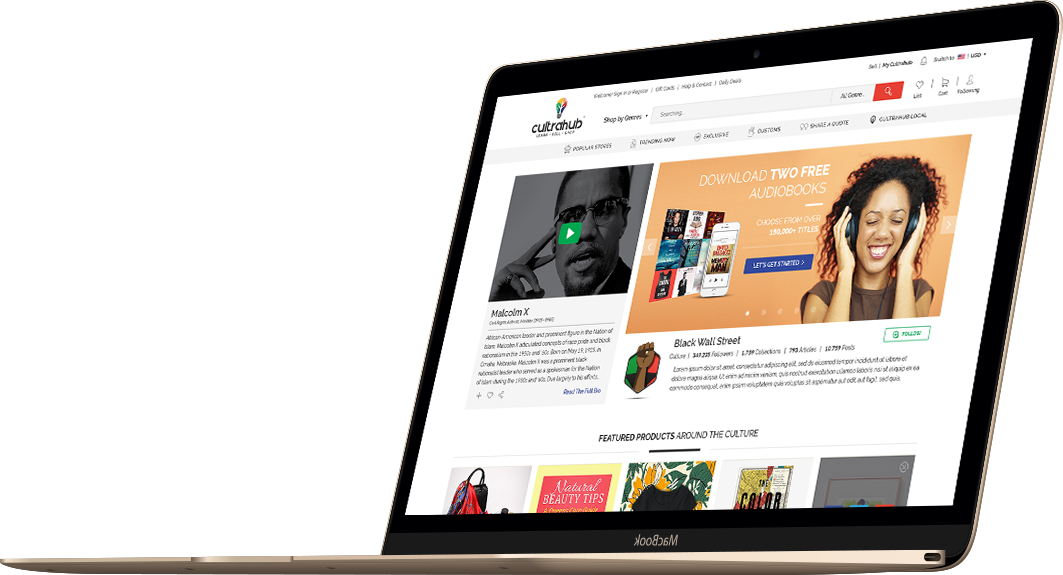 Welcome! Sign in or Register | Gift Cards | Help & Contact | Daily Deals
Sell | My Cultrahub
Switch to
USD
cultrahub
LEARN • SELL • SHOP
Shop by Genres
Searching...
All Genre..
List
Cart
Following
POPULAR STORES
TRENDING NOW
EXCLUSIVE
CUSTOMS
SHARE A QUOTE
CULTRAHUB LOCAL
DOWNLOAD TWO FREE
AUDIOBOOKS
CHOOSE FROM OVER
150,000+ TITLES
LET'S GET STARTED >
Malcolm X
Civil Rights Activist, Minister (1925–1965)
African-American leader and prominent figure in the Nation of
Islam, Malcolm X articulated concepts of race pride and black
nationalism in the 1950s and '60s. Born on May 19, 1925, in
Omaha, Nebraska, Malcolm X was a prominent black
nationalist leader who served as a spokesman for the Nation
of Islam during the 1950s and '60s. Due largely to his efforts,
Read The Full Bio
Black Wall Street
FOLLOW
Culture | 349,235 Followers | 1,739 Collections | 793 Articles | 10,759 Posts
Lorem ipsum dolor sit amet, consectetur adipiscing elit, sed do eiusmod tempor incididunt ut labore et
dolore magna aliqua. Ut enim ad minim veniam, quis nostrud exercitation ullamco laboris nisi ut aliquip ex ea
commodo consequat, enim ipsam voluptatem quia voluptas sit aspernatur aut odit aut fugit, sed quia.
FEATURED PRODUCTS AROUND THE CULTURE
Natural
BEAUTY TIPS
THE
COLOR
MacBook